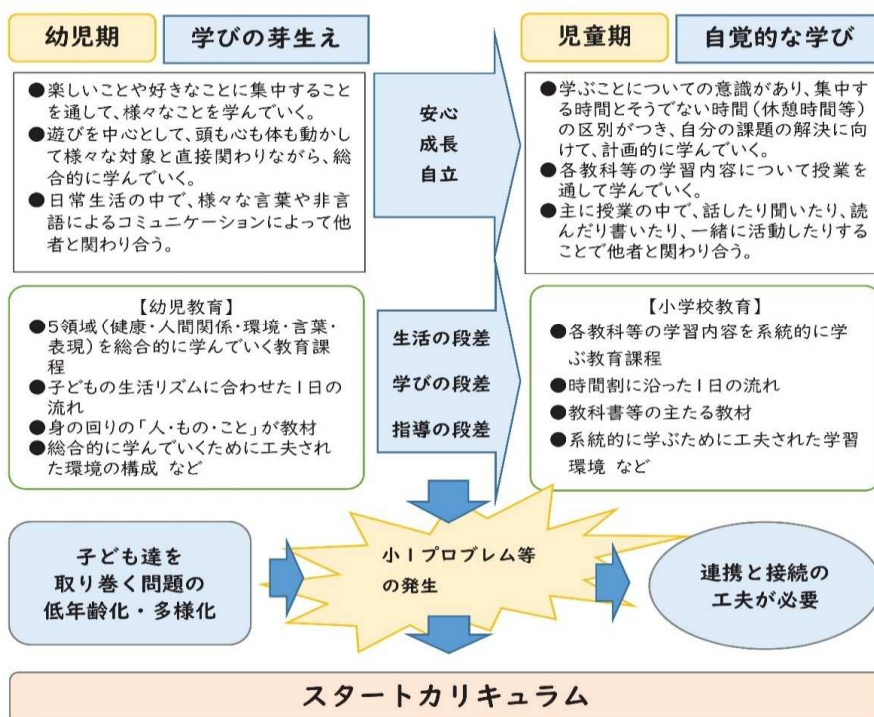 幼児期
学びの芽生え
児童期
自覚的な学び
●楽しいことや好きなことに集中すること
を通して、様々なことを学んでいく。
●遊びを中心として、頭も心も体も動かし
て様々な対象と直接関わりながら、総
合的に学んでいく。
●日常生活の中で、様々な言葉や非言
語によるコミュニケーションによって他
者と関わり合う。
安心
成長
自立
●学ぶことについての意識があり、集中
する時間とそうでない時間(休憩時間等)
の区別がつき、自分の課題の解決に向
けて、計画的に学んでいく。
●各教科等の学習内容について授業を
通して学んでいく。
●主に授業の中で、話したり聞いたり、読
んだり書いたり、一緒に活動したりする
ことで他者と関わり合う。
【幼児教育】
●5領域(健康・人間関係・環境・言葉・
表現)を総合的に学んでいく教育課
程
●子どもの生活リズムに合わせた1日の
流れ
●身の回りの「人・もの・こと」が教材
●総合的に学んでいくために工夫され
た環境の構成 など
生活の段差
学びの段差
指導の段差
【小学校教育】
●各教科等の学習内容を系統的に学
ぶ教育課程
●時間割に沿った1日の流れ
●教科書等の主たる教材
●系統的に学ぶために工夫された学習
環境 など
子ども達を
取り巻く問題の
低年齢化・多様化
小1プロブレム等
の発生
連携と接続の
工夫が必要
スタートカリキュラム